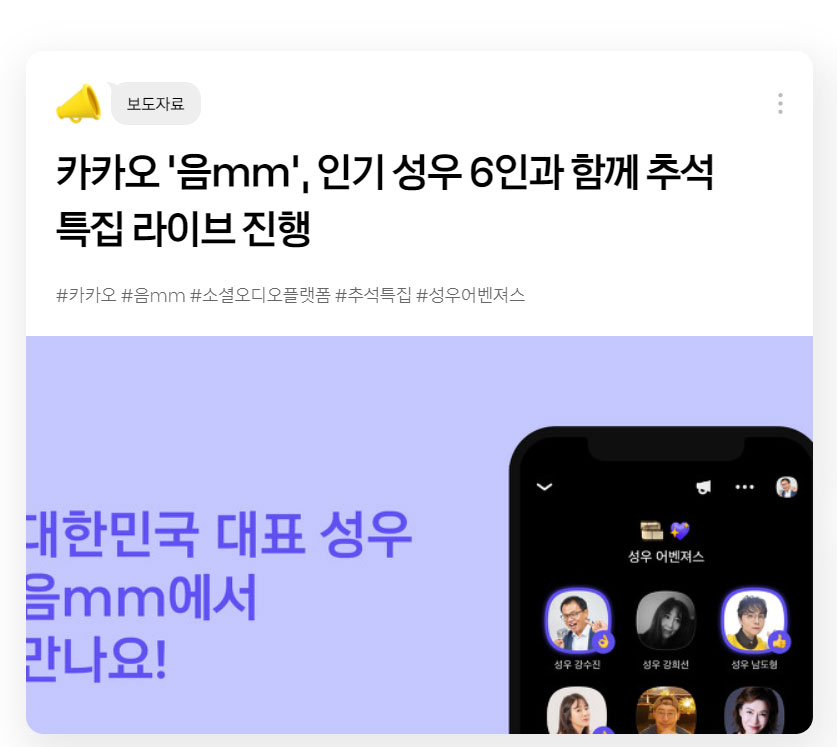 보도자료
카카오 '음mm', 인기 성우 6인과 함께 추석
특집 라이브 진행
#카카오 #음mm #소셜오디오플랫폼 #추석특집 #성우어벤져스
대한민국 대표 성우
음mm에서
만나요!
성우 어벤져스
성우 강수진
성우 강희선
성우 남도형